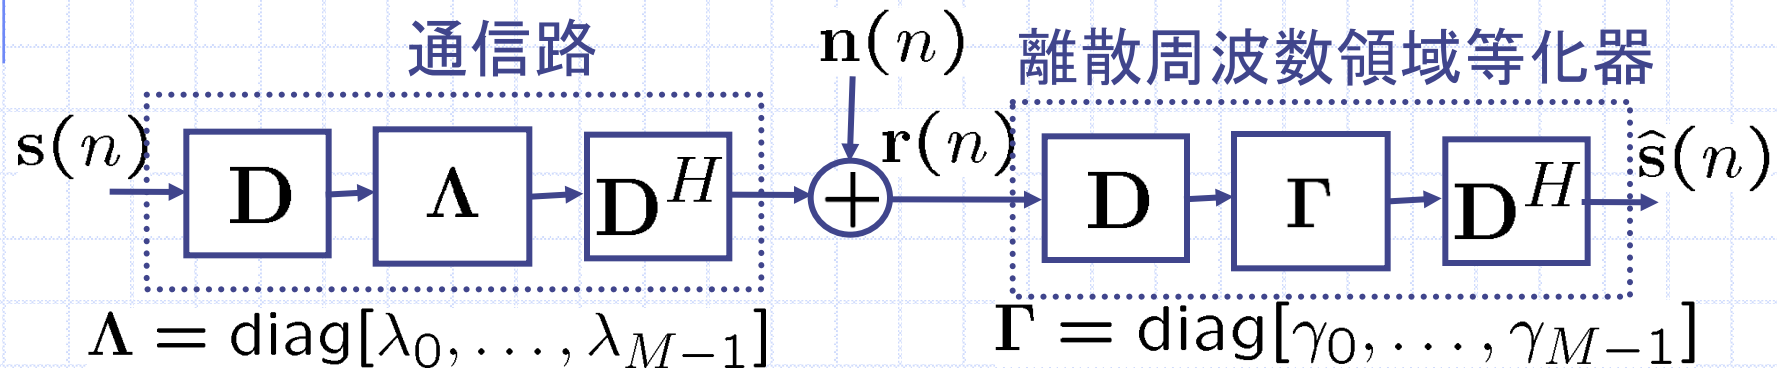 通信路
n(n)
離散周波数領域等化器
s(n)
D
Λ
D^H
+
r(n)
D
Γ
D^H
ŝ(n)
Λ = diag[λ_0, ..., λ_{M-1}]
Γ = diag[γ_0, ..., γ_{M-1}]